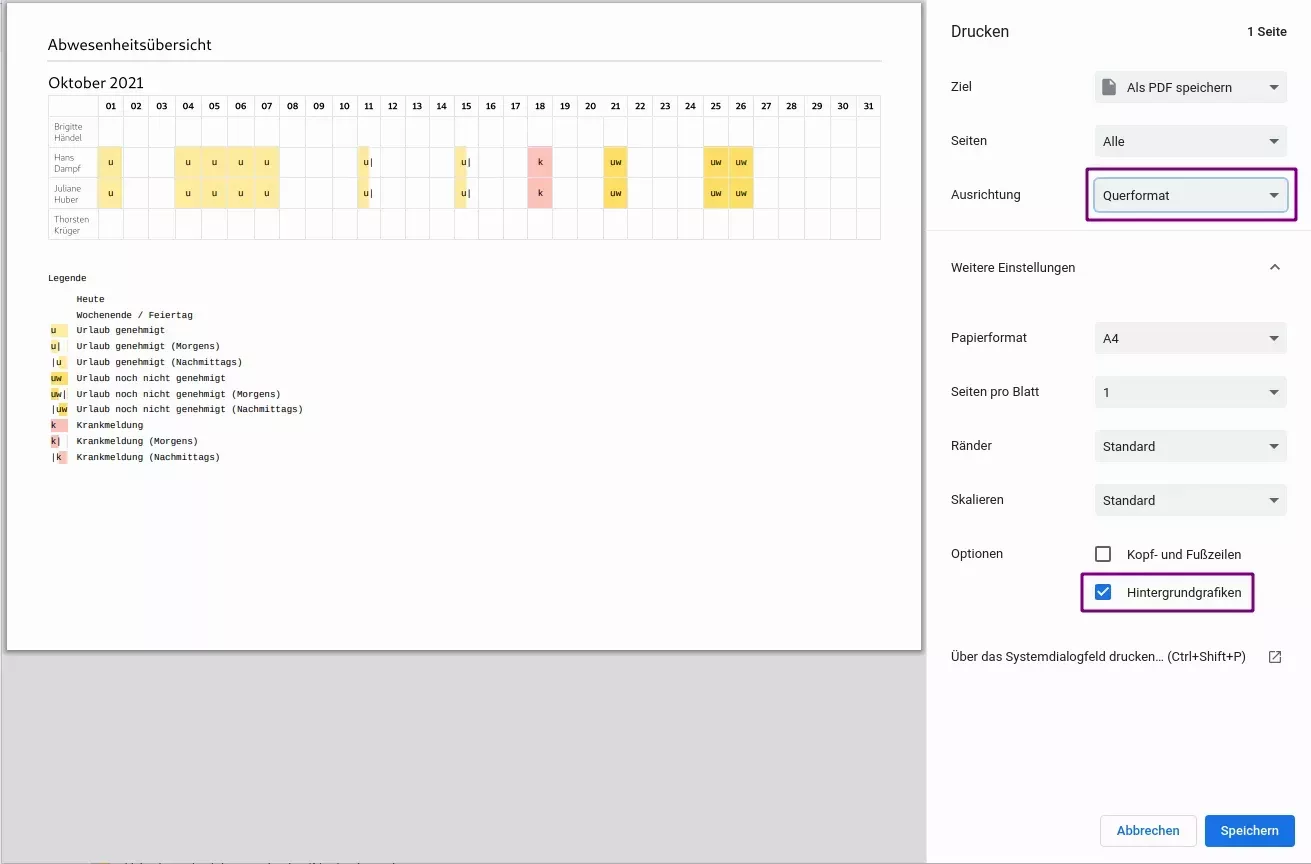 Abwesenheitsübersicht
Oktober 2021
01 02 03 04 05 06 07 08 09 10 11 12 13 14 15 16 17 18 19 20 21 22 23 24 25 26 27 28 29 30 31
Brigitte
Händel
Hans
Dampf
u u u u u u| u| k uw uw uw
Juliane
Huber
u u u u u u| u| k uw uw uw
Thorsten
Krüger
Legende
Heute
Wochenende / Feiertag
u Urlaub genehmigt
u| Urlaub genehmigt (Morgens)
|u Urlaub genehmigt (Nachmittags)
uw Urlaub noch nicht genehmigt
uw| Urlaub noch nicht genehmigt (Morgens)
|uw Urlaub noch nicht genehmigt (Nachmittags)
k Krankmeldung
k| Krankmeldung (Morgens)
|k Krankmeldung (Nachmittags)
Drucken 1 Seite
Ziel Als PDF speichern
Seiten Alle
Ausrichtung Querformat
Weitere Einstellungen
Papierformat A4
Seiten pro Blatt 1
Ränder Standard
Skalieren Standard
Optionen Kopf- und Fußzeilen
Hintergrundgrafiken
Über das Systemdialogfeld drucken… (Ctrl+Shift+P)
Abbrechen Speichern